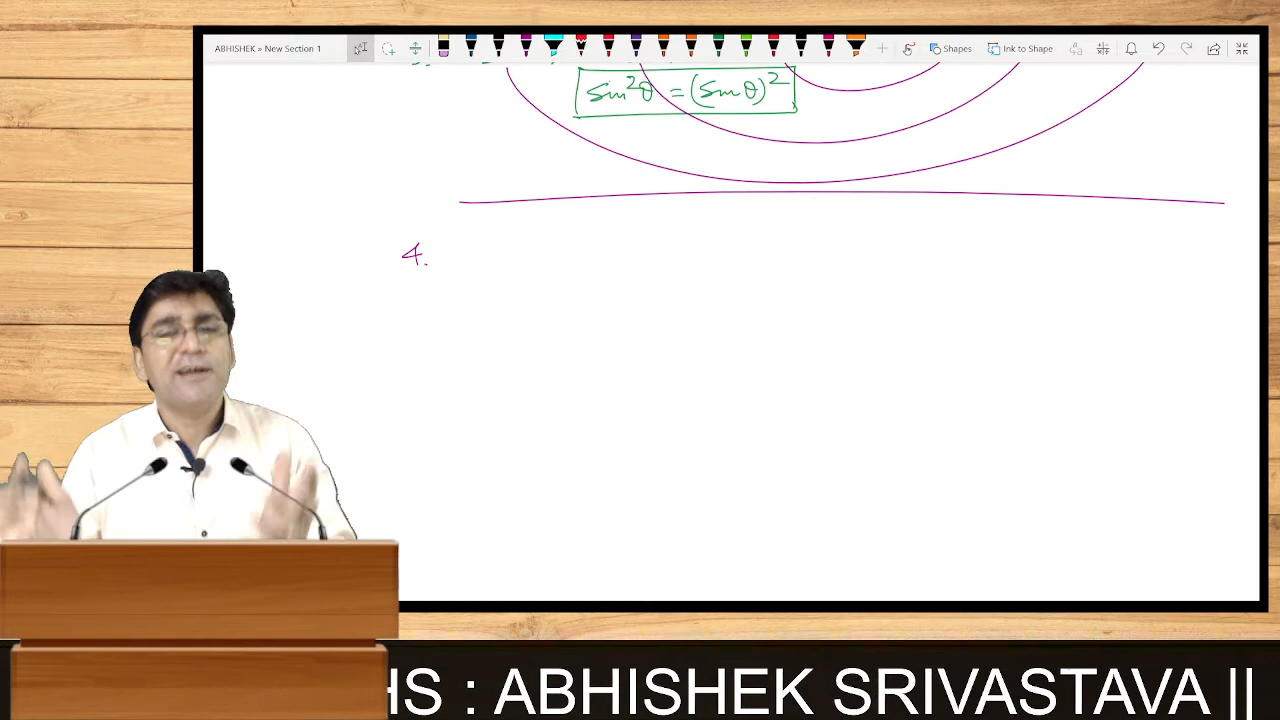 ABHISHEK » New Section 1
Shapes
Ink to Shape
sin²θ = (sin θ)²
4.
HS : ABHISHEK SRIVASTAVA ||